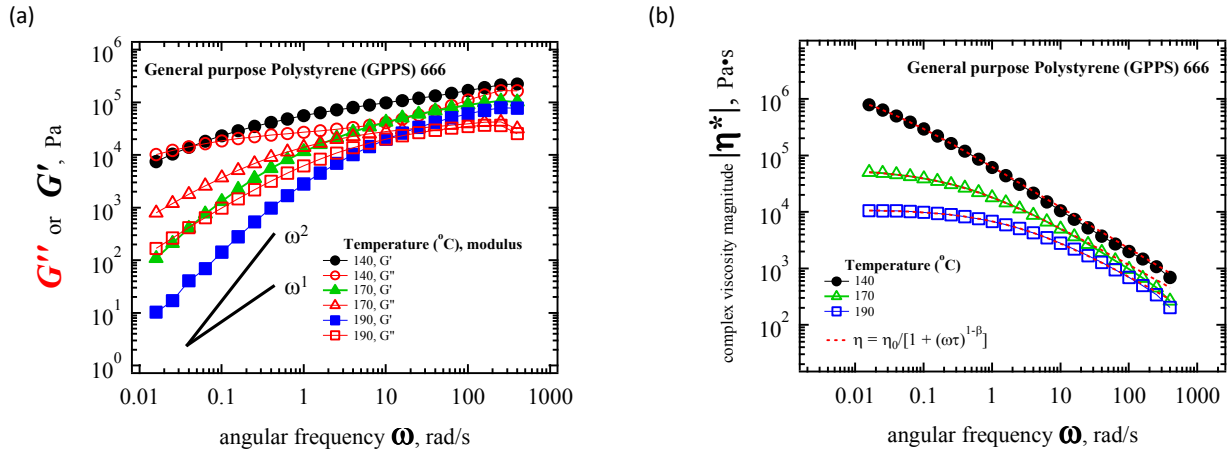 (a)
General purpose Polystyrene (GPPS) 666
G'' or G', Pa
10^6
10^5
10^4
10^3
10^2
10^1
10^0
ω^2
ω^1
Temperature (°C), modulus
140, G'
140, G"
170, G'
170, G"
190, G'
190, G"
0.01 0.1 1 10 100 1000
angular frequency ω, rad/s
(b)
General purpose Polystyrene (GPPS) 666
complex viscosity magnitude |η*|, Pa•s
10^6
10^5
10^4
10^3
10^2
Temperature (°C)
140
170
190
η = η₀/[1 + (ωτ)^{1-β}]
0.01 0.1 1 10 100 1000
angular frequency ω, rad/s